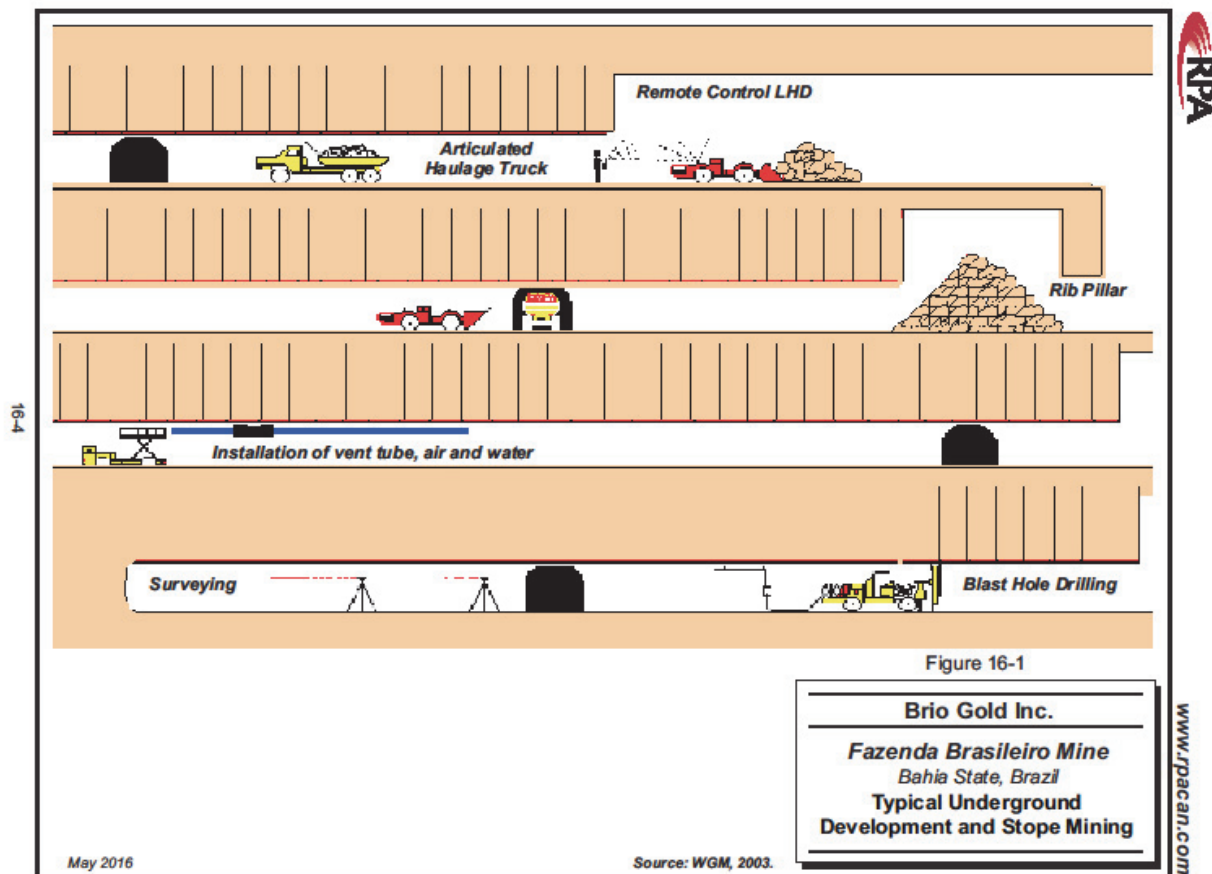 RPA
Remote Control LHD
Articulated
Haulage Truck
Rib Pillar
Installation of vent tube, air and water
Surveying
Blast Hole Drilling
16-4
Figure 16-1
Brio Gold Inc.
Fazenda Brasileiro Mine
Bahia State, Brazil
Typical Underground
Development and Stope Mining
May 2016
Source: WGM, 2003.
www.rpacan.com